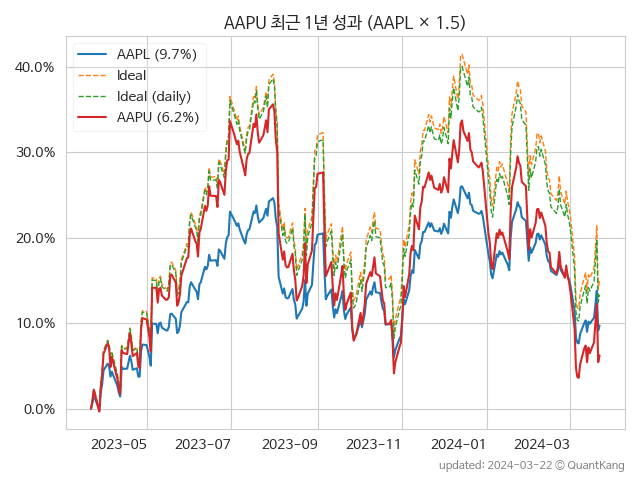 AAPU 최근 1년 성과 (AAPL × 1.5)
AAPL (9.7%)
Ideal
Ideal (daily)
AAPU (6.2%)
40.0%
30.0%
20.0%
10.0%
0.0%
2023-05 2023-07 2023-09 2023-11 2024-01 2024-03
updated: 2024-03-22 © QuantKang